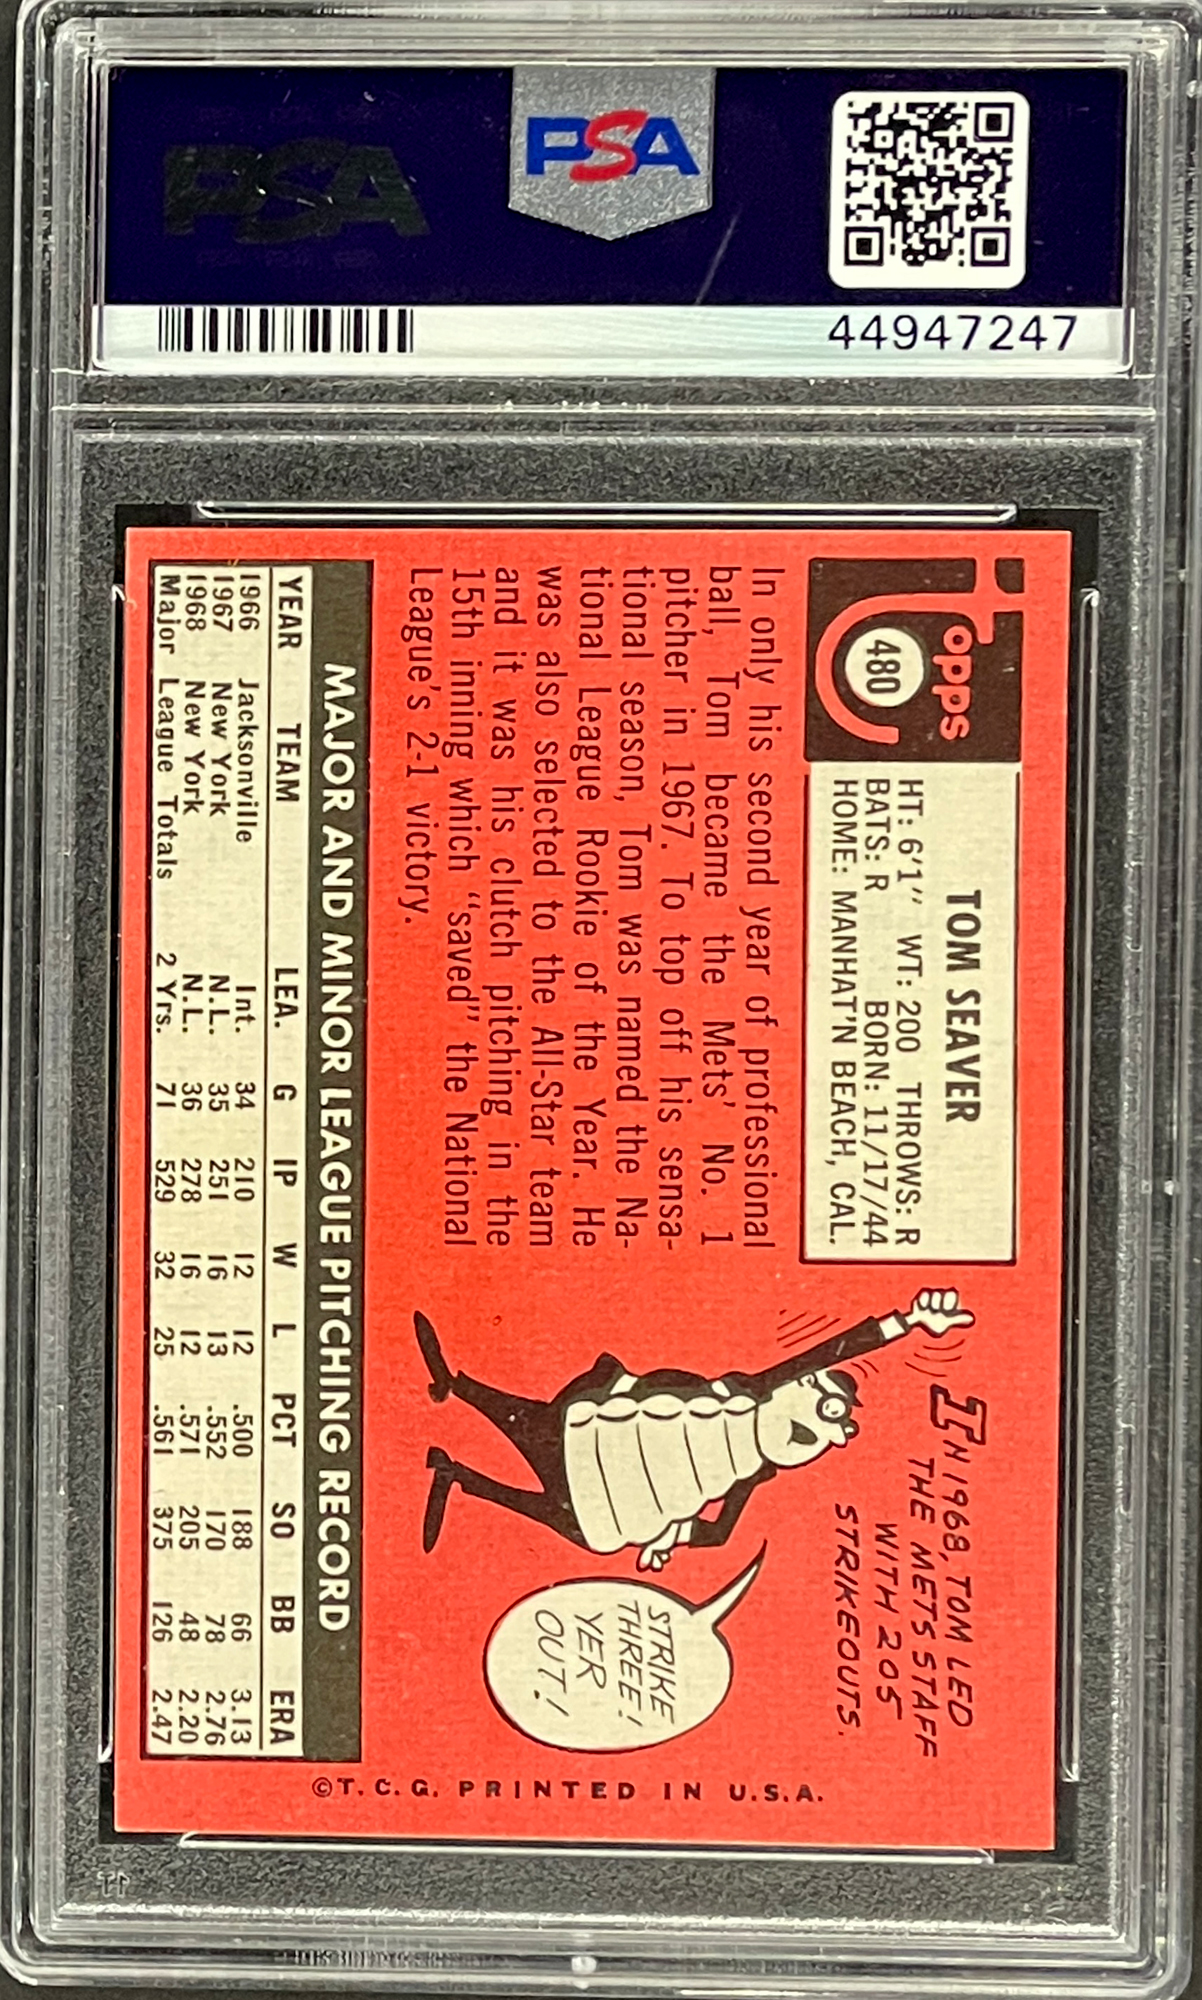 PSA
PSA
44947247
Topps
480
TOM SEAVER
HT: 6'1" WT: 200 THROWS: R
BATS: R BORN: 11/17/44
HOME: MANHAT'N BEACH, CAL.
In only his second year of professional
ball, Tom became the Mets' No. 1
pitcher in 1967. To top off his sensa-
tional season, Tom was named the Na-
tional League Rookie of the Year. He
was also selected to the All-Star team
and it was his clutch pitching in the
15th inning which "saved" the National
League's 2-1 victory.
IN 1968, TOM LED
THE METS STAFF
WITH 205
STRIKEOUTS.
STRIKE
THREE!
YER
OUT!
MAJOR AND MINOR LEAGUE PITCHING RECORD
YEAR TEAM LEA. G IP W L PCT SO BB ERA
1966 Jacksonville Int. 34 210 12 12 .500 188 66 3.13
1967 New York N.L. 35 251 16 13 .552 170 78 2.76
1968 New York N.L. 36 278 16 12 .571 205 48 2.20
Major League Totals 2 Yrs. 71 529 32 25 .561 375 126 2.47
©T.C.G. PRINTED IN U.S.A.